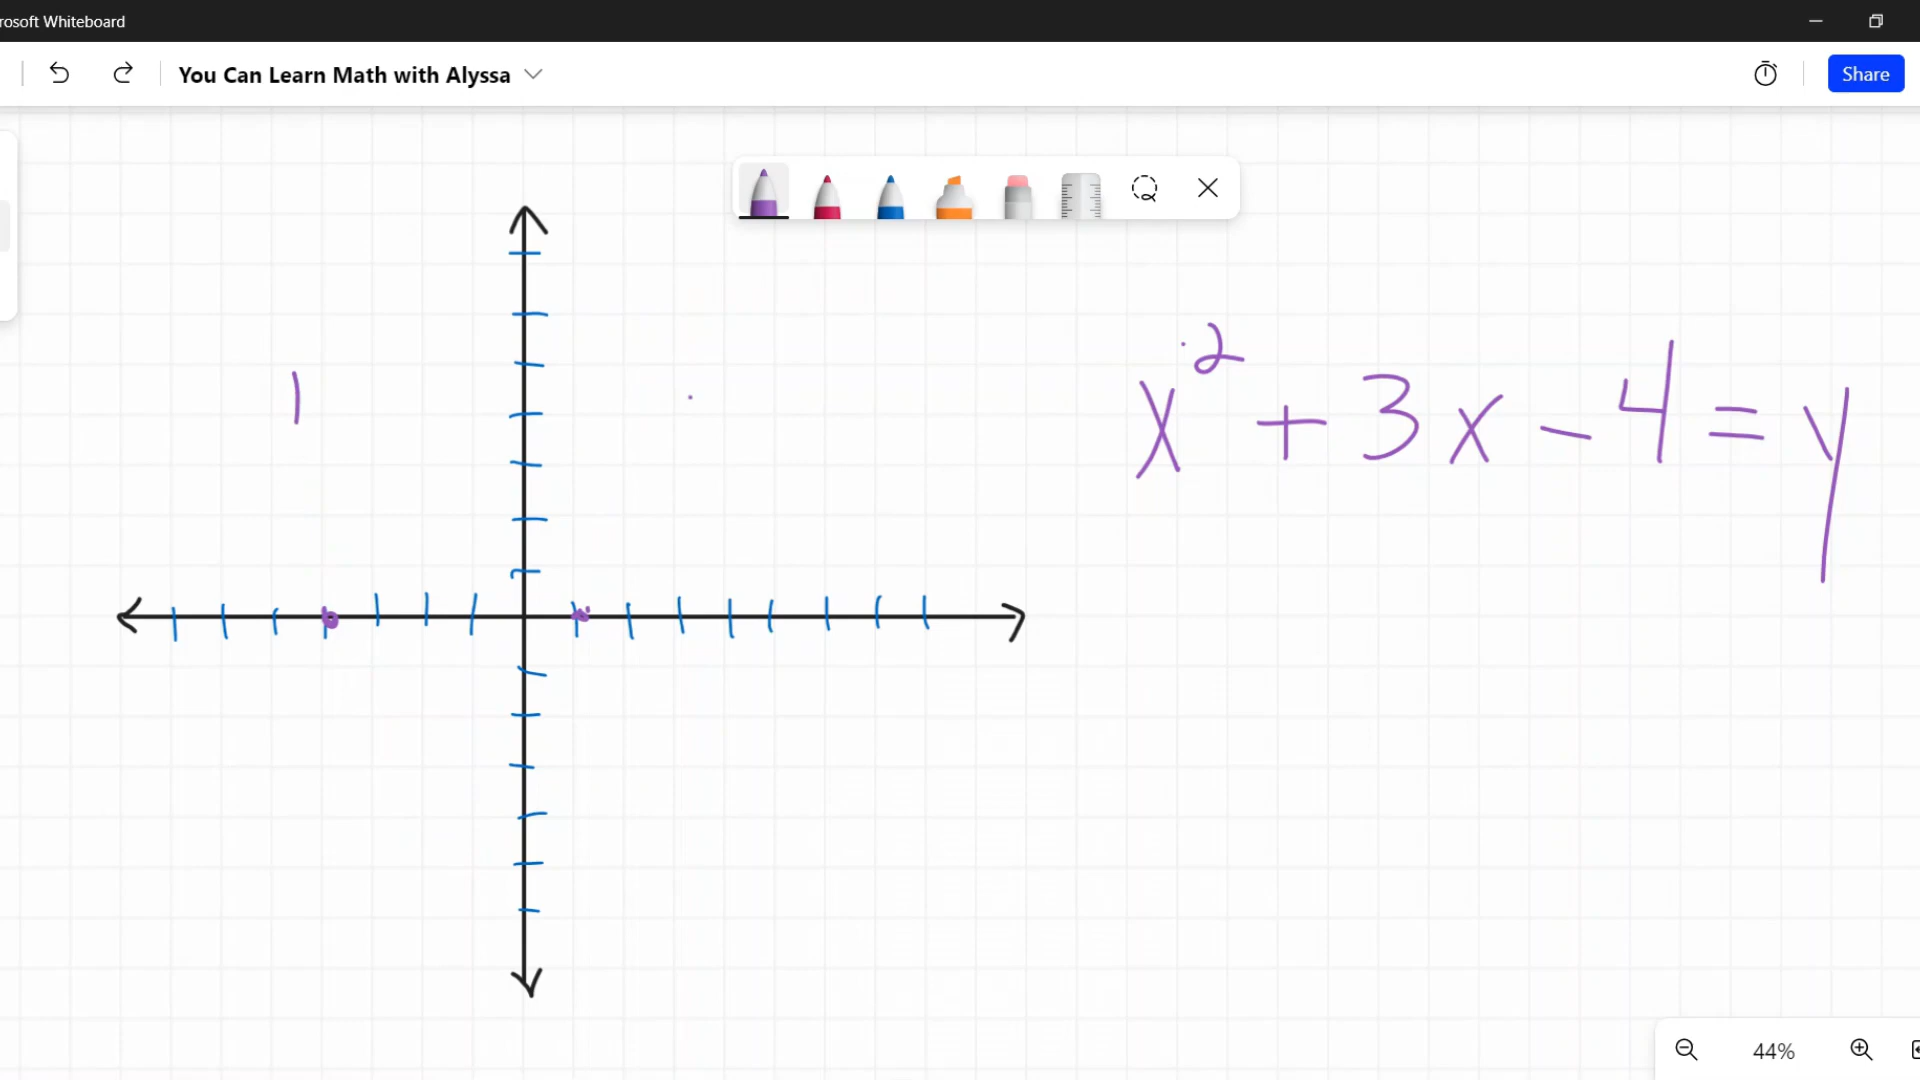 rosoft Whiteboard
You Can Learn Math with Alyssa
Share
x² + 3x - 4 = y
44%